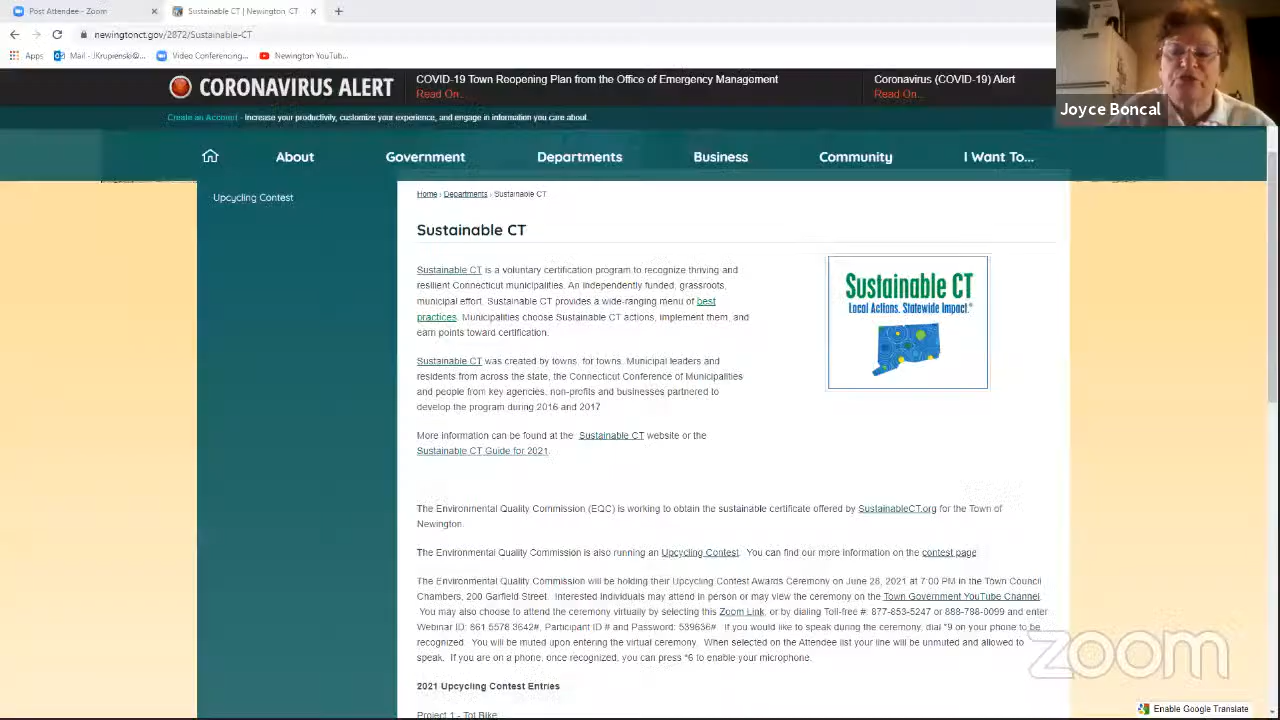 Post Attendee - Zoom
Sustainable CT | Newington, CT
newingtonct.gov/2872/Sustainable-CT
Apps
Mail - JKrupienski@...
Video Conferencing...
Newington YouTub...
CORONAVIRUS ALERT
COVID-19 Town Reopening Plan from the Office of Emergency Management
Read On...
Coronavirus (COVID-19) Alert
Read On...
Joyce Boncal
Create an Account - Increase your productivity, customize your experience, and engage in information you care about.
About
Government
Departments
Business
Community
I Want To...
Upcycling Contest
Home › Departments › Sustainable CT
Sustainable CT
Sustainable CT is a voluntary certification program to recognize thriving and
resilient Connecticut municipalities. An independently funded, grassroots,
municipal effort, Sustainable CT provides a wide-ranging menu of best
practices. Municipalities choose Sustainable CT actions, implement them, and
earn points toward certification.
Sustainable CT
Local Actions. Statewide Impact.®
Sustainable CT was created by towns, for towns. Municipal leaders and
residents from across the state, the Connecticut Conference of Municipalities
and people from key agencies, non-profits and businesses partnered to
develop the program during 2016 and 2017
More information can be found at the Sustainable CT website or the
Sustainable CT Guide for 2021.
The Environmental Quality Commission (EQC) is working to obtain the sustainable certificate offered by SustainableCT.org for the Town of
Newington.
The Environmental Quality Commission is also running an Upcycling Contest. You can find our more information on the contest page
The Environmental Quality Commission will be holding their Upcycling Contest Awards Ceremony on June 28, 2021 at 7:00 PM in the Town Council
Chambers, 200 Garfield Street. Interested Individuals may attend in person or may view the ceremony on the Town Government YouTube Channel.
You may also choose to attend the ceremony virtually by selecting this Zoom Link, or by dialing Toll-free #: 877-853-5247 or 888-788-0099 and enter
Webinar ID: 861 5578 3642#, Participant ID # and Password: 539636#. If you would like to speak during the ceremony, dial *9 on your phone to be
recognized. You will be muted upon entering the virtual ceremony. When selected on the Attendee list your line will be unmuted and allowed to
speak. If you are on a phone, once recognized, you can press *6 to enable your microphone.
zoom
2021 Upcycling Contest Entries
Enable Google Translate
Project 1 - Tot Bike